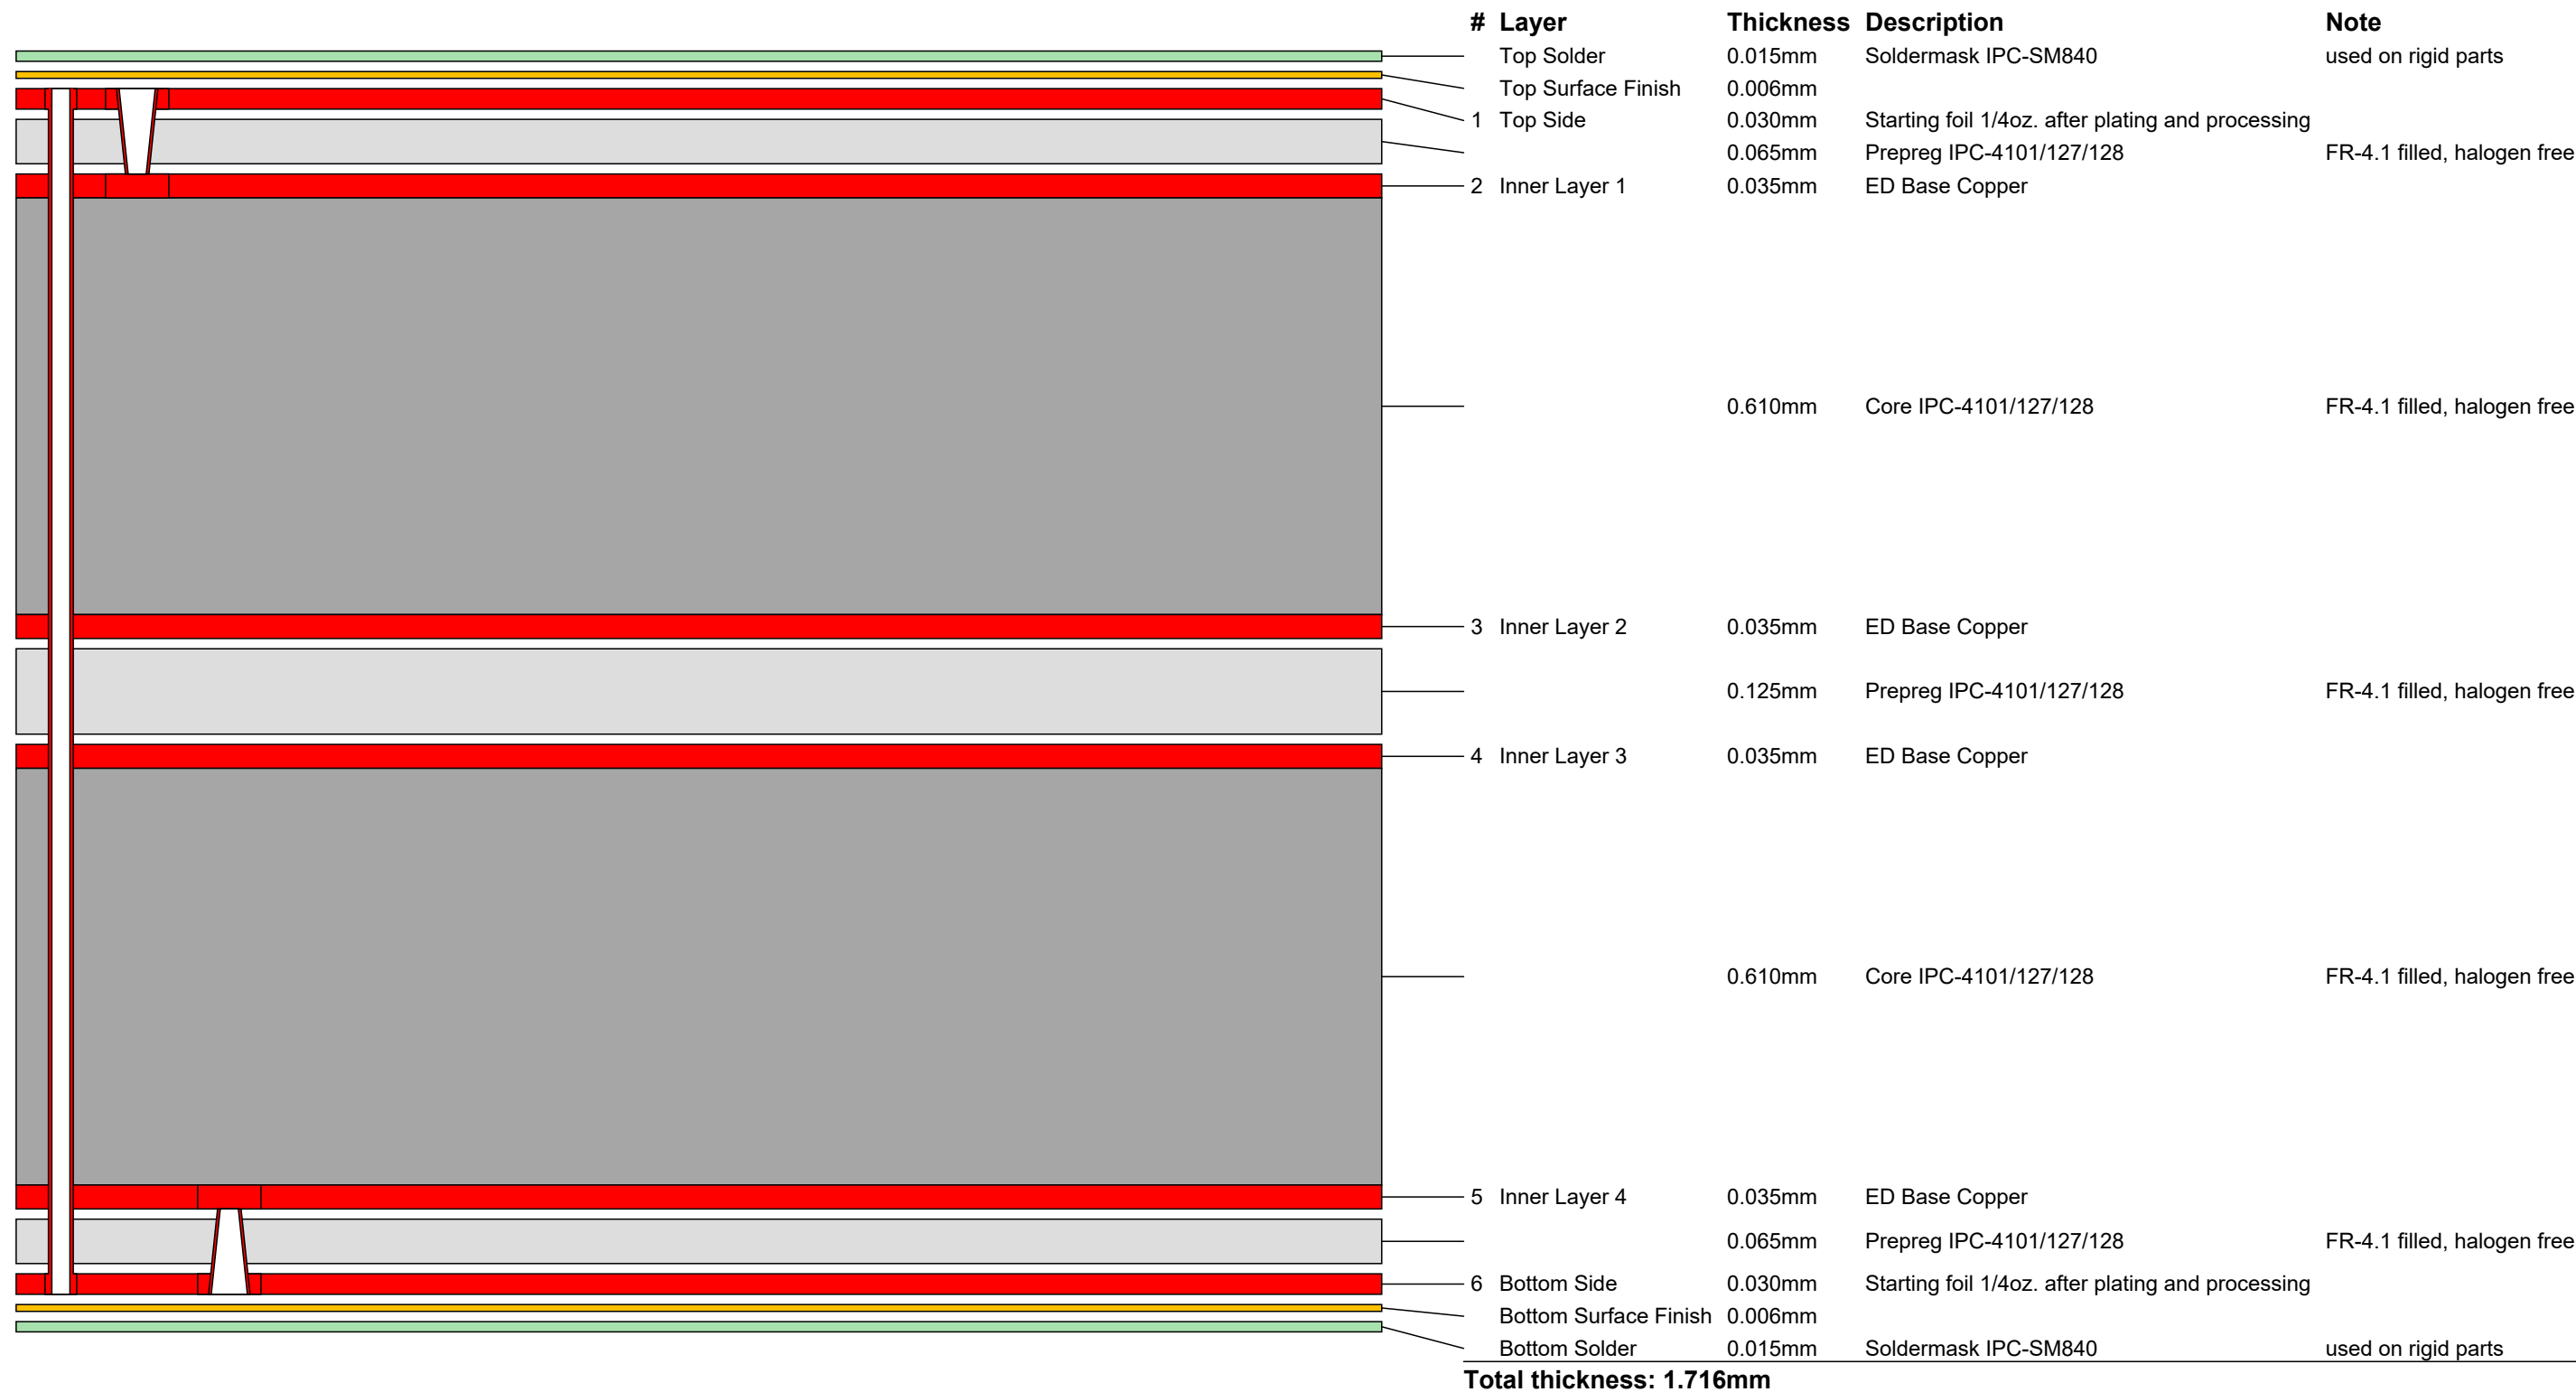 # Layer Thickness Description Note
Top Solder 0.015mm Soldermask IPC-SM840 used on rigid parts
Top Surface Finish 0.006mm
1 Top Side 0.030mm Starting foil 1/4oz. after plating and processing
0.065mm Prepreg IPC-4101/127/128 FR-4.1 filled, halogen free
2 Inner Layer 1 0.035mm ED Base Copper
0.610mm Core IPC-4101/127/128 FR-4.1 filled, halogen free
3 Inner Layer 2 0.035mm ED Base Copper
0.125mm Prepreg IPC-4101/127/128 FR-4.1 filled, halogen free
4 Inner Layer 3 0.035mm ED Base Copper
0.610mm Core IPC-4101/127/128 FR-4.1 filled, halogen free
5 Inner Layer 4 0.035mm ED Base Copper
0.065mm Prepreg IPC-4101/127/128 FR-4.1 filled, halogen free
6 Bottom Side 0.030mm Starting foil 1/4oz. after plating and processing
Bottom Surface Finish 0.006mm
Bottom Solder 0.015mm Soldermask IPC-SM840 used on rigid parts
Total thickness: 1.716mm